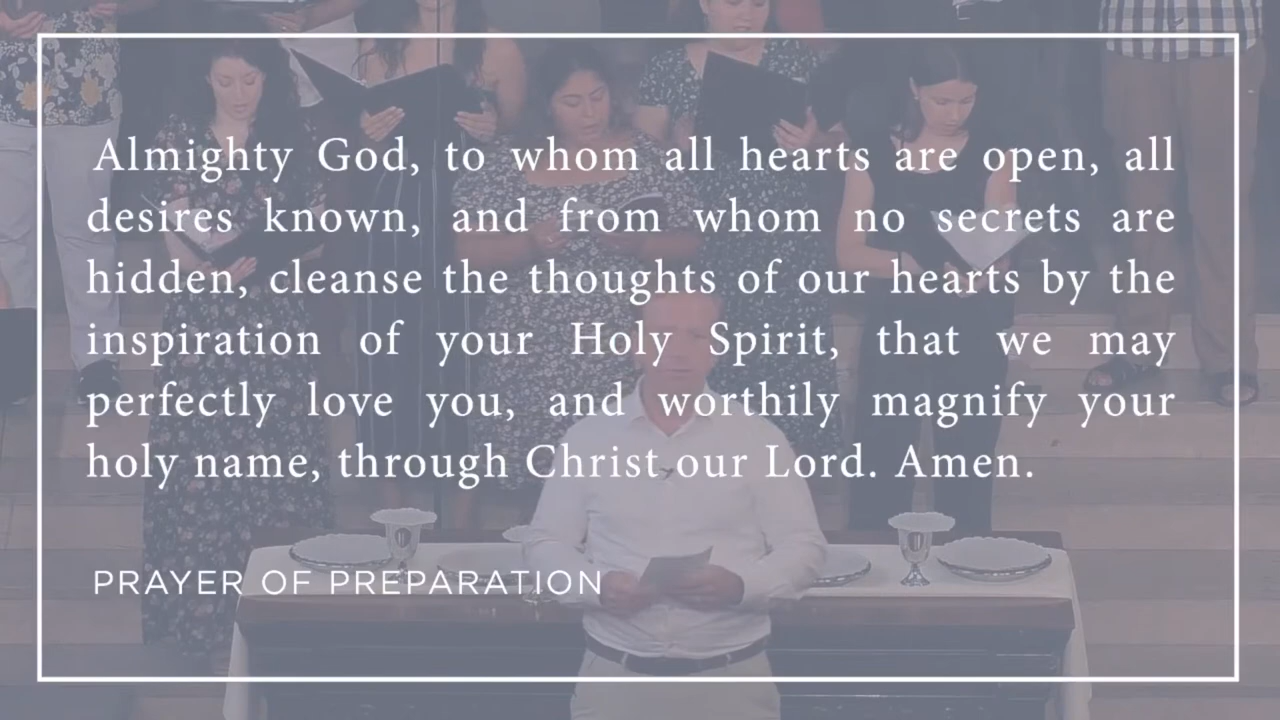 Almighty God, to whom all hearts are open, all
desires known, and from whom no secrets are
hidden, cleanse the thoughts of our hearts by the
inspiration of your Holy Spirit, that we may
perfectly love you, and worthily magnify your
holy name, through Christ our Lord. Amen.
PRAYER OF PREPARATION